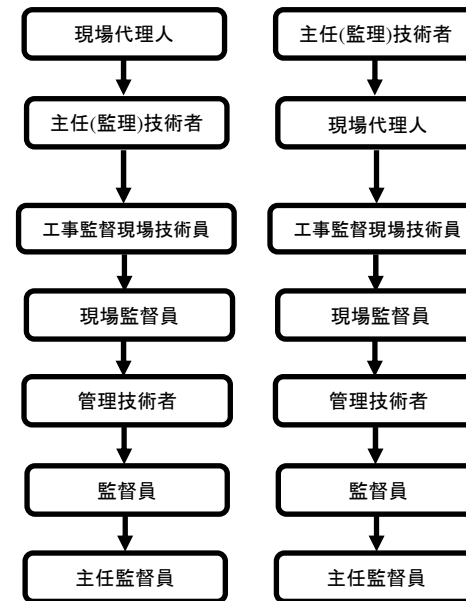 現場代理人
主任(監理)技術者
工事監督現場技術員
現場監督員
管理技術者
監督員
主任監督員
主任(監理)技術者
現場代理人
工事監督現場技術員
現場監督員
管理技術者
監督員
主任監督員